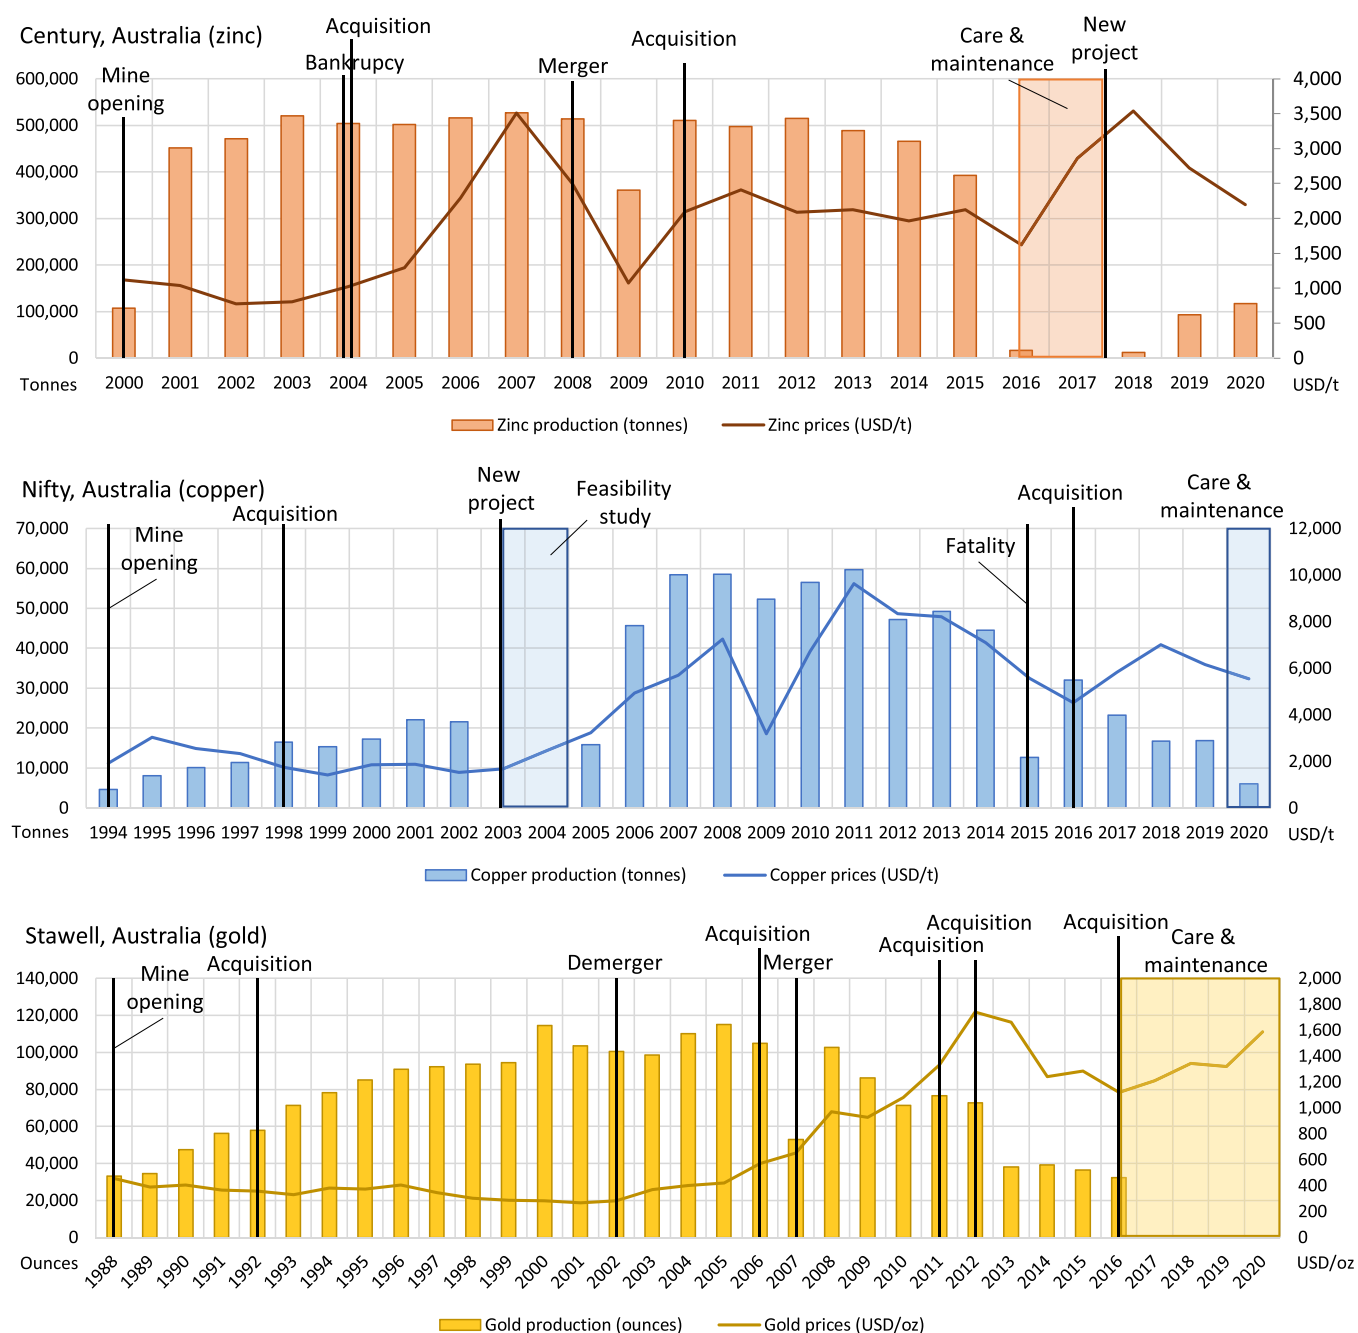 Century, Australia (zinc)
Acquisition
Bankrupcy
Mine
opening
Merger
Acquisition
Care &
maintenance
New
project
600,000
500,000
400,000
300,000
200,000
100,000
0
4,000
3,500
3,000
2,500
2,000
1,500
1,000
500
0
Tonnes
2000 2001 2002 2003 2004 2005 2006 2007 2008 2009 2010 2011 2012 2013 2014 2015 2016 2017 2018 2019 2020
USD/t
Zinc production (tonnes)
Zinc prices (USD/t)
Nifty, Australia (copper)
Mine
opening
Acquisition
New
project
Feasibility
study
Fatality
Acquisition
Care &
maintenance
70,000
60,000
50,000
40,000
30,000
20,000
10,000
0
12,000
10,000
8,000
6,000
4,000
2,000
0
Tonnes
1994 1995 1996 1997 1998 1999 2000 2001 2002 2003 2004 2005 2006 2007 2008 2009 2010 2011 2012 2013 2014 2015 2016 2017 2018 2019 2020
USD/t
Copper production (tonnes)
Copper prices (USD/t)
Stawell, Australia (gold)
Mine
opening
Acquisition
Demerger
Acquisition
Merger
Acquisition
Acquisition
Acquisition
Care &
maintenance
140,000
120,000
100,000
80,000
60,000
40,000
20,000
0
2,000
1,800
1,600
1,400
1,200
1,000
800
600
400
200
0
Ounces
1988 1989 1990 1991 1992 1993 1994 1995 1996 1997 1998 1999 2000 2001 2002 2003 2004 2005 2006 2007 2008 2009 2010 2011 2012 2013 2014 2015 2016 2017 2018 2019 2020
USD/oz
Gold production (ounces)
Gold prices (USD/oz)